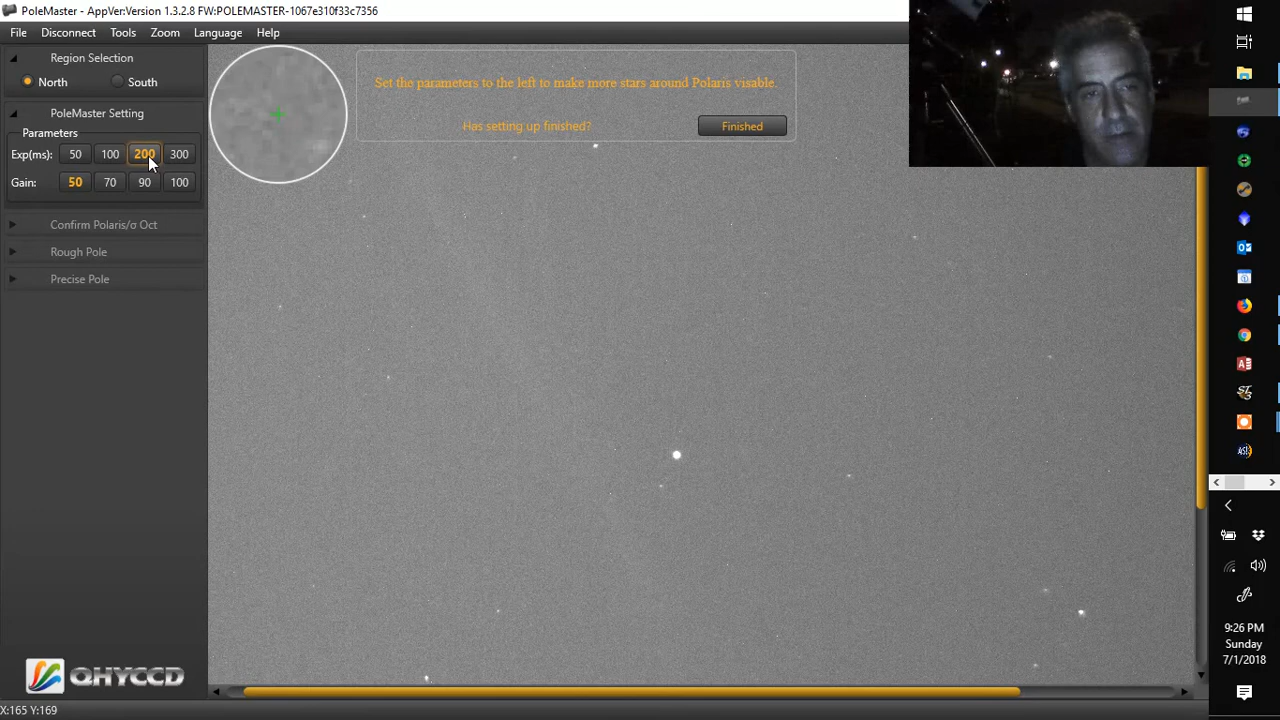 PoleMaster - AppVer:Version 1.3.2.8 FW:POLEMASTER-1067e310f33c7356
File Disconnect Tools Zoom Language Help
Region Selection
North South
PoleMaster Setting
Parameters
Exp(ms): 50 100 200 300
Gain: 50 70 90 100
Confirm Polaris/σ Oct
Rough Pole
Precise Pole
Set the parameters to the left to make more stars around Polaris visable.
Has setting up finished? Finished
QHYCCD
X:165 Y:169
9:26 PM
Sunday
7/1/2018